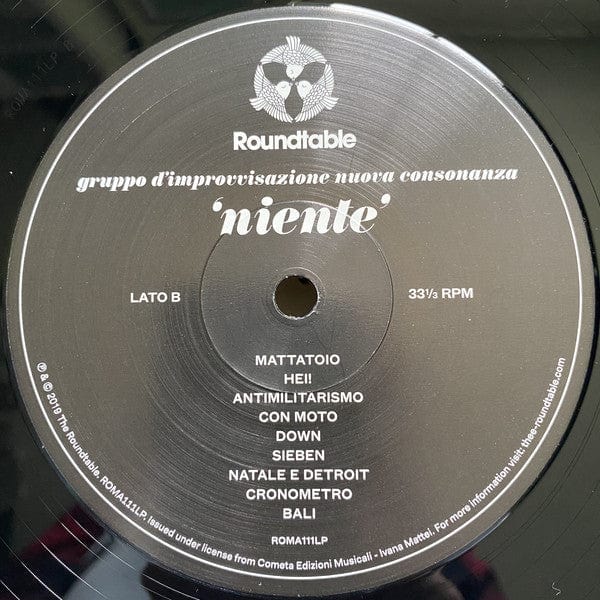 Roundtable
gruppo d'improvvisazione nuova consonanza
'niente'
LATO B
33⅓ RPM
MATTATOIO
HEI!
ANTIMILITARISMO
CON MOTO
DOWN
SIEBEN
NATALE E DETROIT
CRONOMETRO
BALI
ROMA111LP
℗ & © 2019 The Roundtable. ROMA111LP. Issued under license from Cometa Edizioni Musicali - Ivana Mattei. For more information visit: thee-roundtable.com
ROMA111LP B